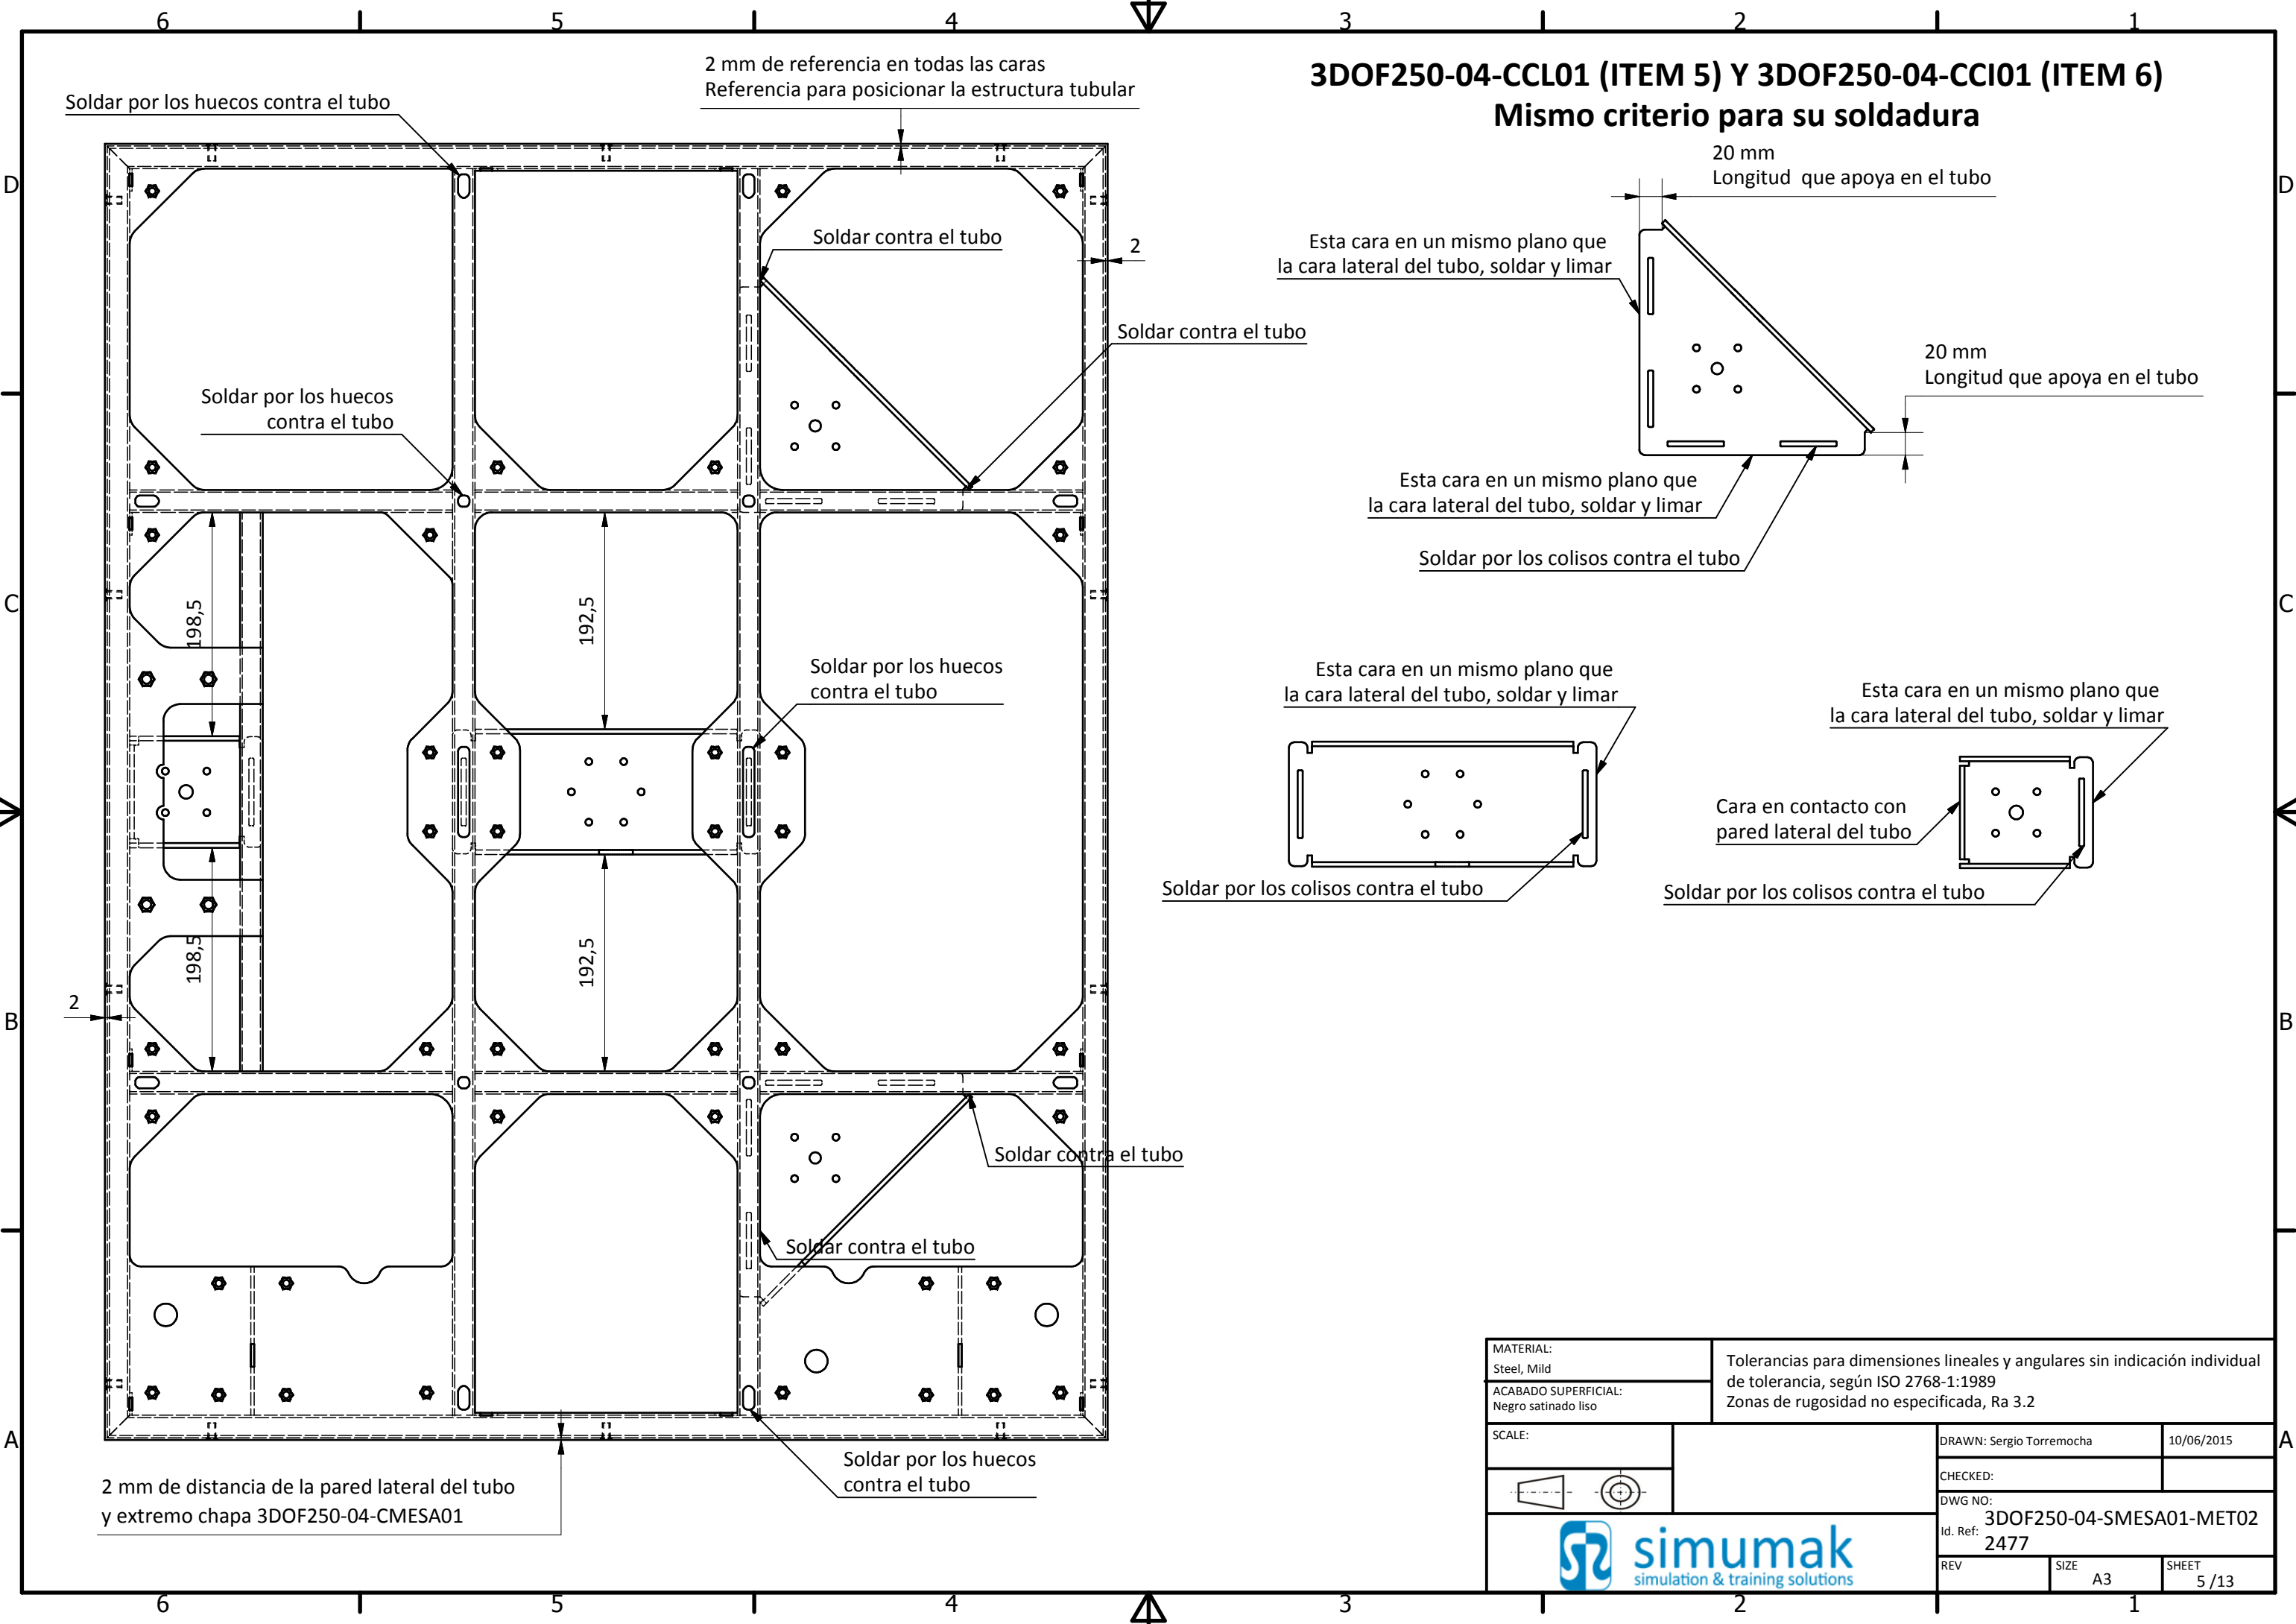 6 5 4 3 2 1
3DOF250-04-CCL01 (ITEM 5) Y 3DOF250-04-CCI01 (ITEM 6)
Mismo criterio para su soldadura
2 mm de referencia en todas las caras
Referencia para posicionar la estructura tubular
Soldar por los huecos contra el tubo
20 mm
Longitud que apoya en el tubo
D
D
Soldar contra el tubo
2
Esta cara en un mismo plano que
la cara lateral del tubo, soldar y limar
Soldar contra el tubo
20 mm
Longitud que apoya en el tubo
Soldar por los huecos
contra el tubo
Esta cara en un mismo plano que
la cara lateral del tubo, soldar y limar
Soldar por los colisos contra el tubo
C
C
198,5
192,5
Soldar por los huecos
contra el tubo
Esta cara en un mismo plano que
la cara lateral del tubo, soldar y limar
Esta cara en un mismo plano que
la cara lateral del tubo, soldar y limar
Cara en contacto con
pared lateral del tubo
Soldar por los colisos contra el tubo
Soldar por los colisos contra el tubo
198,5
192,5
2
B
B
Soldar contra el tubo
Soldar contra el tubo
Soldar por los huecos
contra el tubo
2 mm de distancia de la pared lateral del tubo
y extremo chapa 3DOF250-04-CMESA01
A
A
MATERIAL:
Steel, Mild
ACABADO SUPERFICIAL:
Negro satinado liso
Tolerancias para dimensiones lineales y angulares sin indicación individual
de tolerancia, según ISO 2768-1:1989
Zonas de rugosidad no especificada, Ra 3.2
SCALE:
DRAWN: Sergio Torremocha
10/06/2015
CHECKED:
DWG NO:
3DOF250-04-SMESA01-MET02
Id. Ref: 2477
REV
SIZE
A3
SHEET
5 /13
simumak
simulation & training solutions
6 5 4 3 2 1